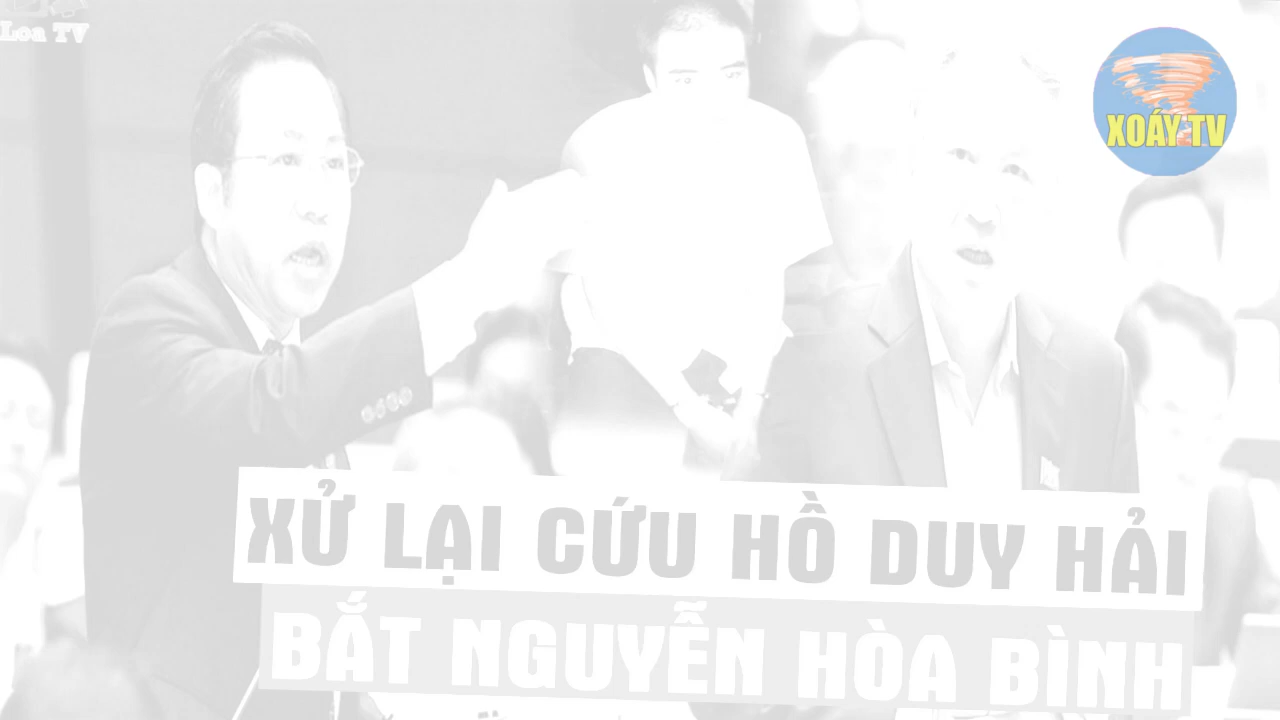 Loa TV
XOÁY TV
XỬ LẠI CỨU HỒ DUY HẢI
BẮT NGUYỄN HÒA BÌNH